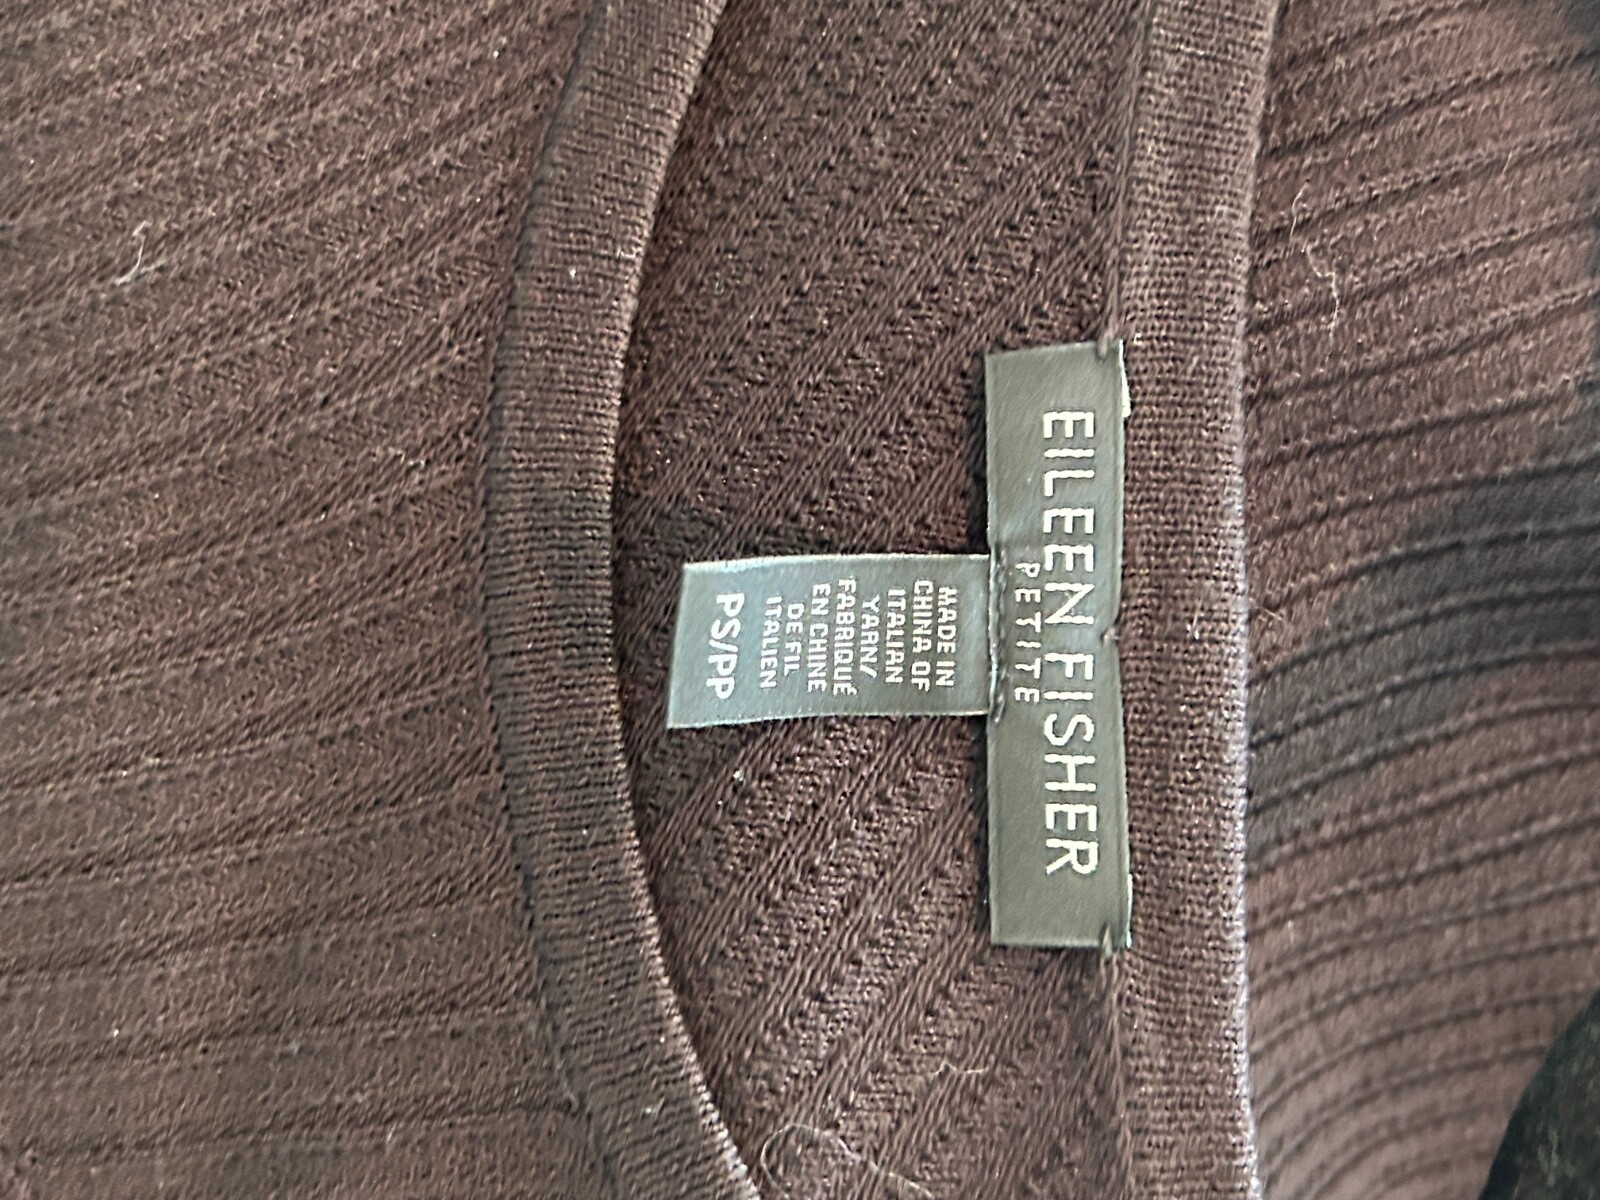 EILEEN FISHER
PETITE
MADE IN
CHINA OF
ITALIAN
YARN/
FABRIQUÉ
EN CHINE
DE FIL
ITALIEN
PS/PP